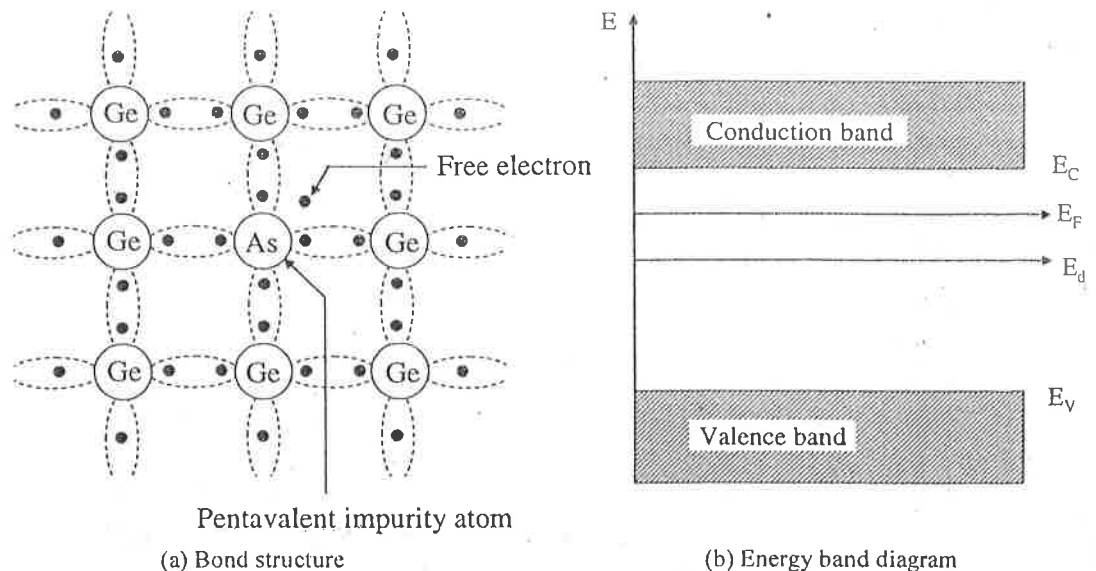 Ge Ge Ge
Free electron
Ge As Ge
Ge Ge Ge
Pentavalent impurity atom
(a) Bond structure
E
Conduction band
E_C
E_F
E_d
E_V
Valence band
(b) Energy band diagram